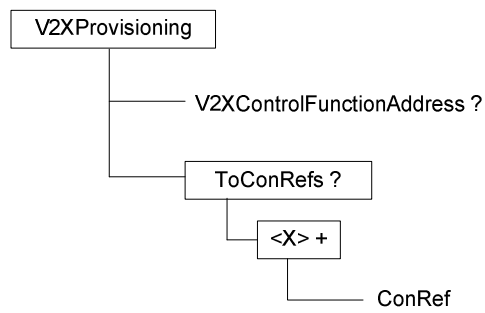 V2XProvisioning
V2XControlFunctionAddress ?
ToConRefs ?
<X> +
ConRef